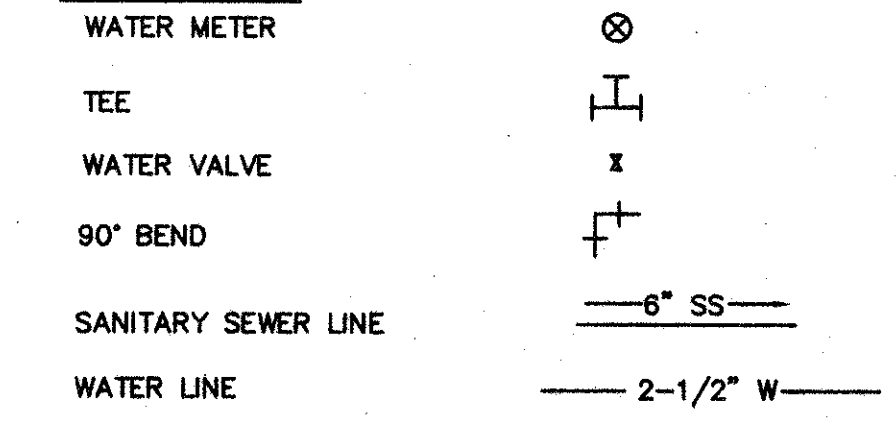 WATER METER
TEE
WATER VALVE
90° BEND
SANITARY SEWER LINE 6" SS
WATER LINE 2-1/2" W